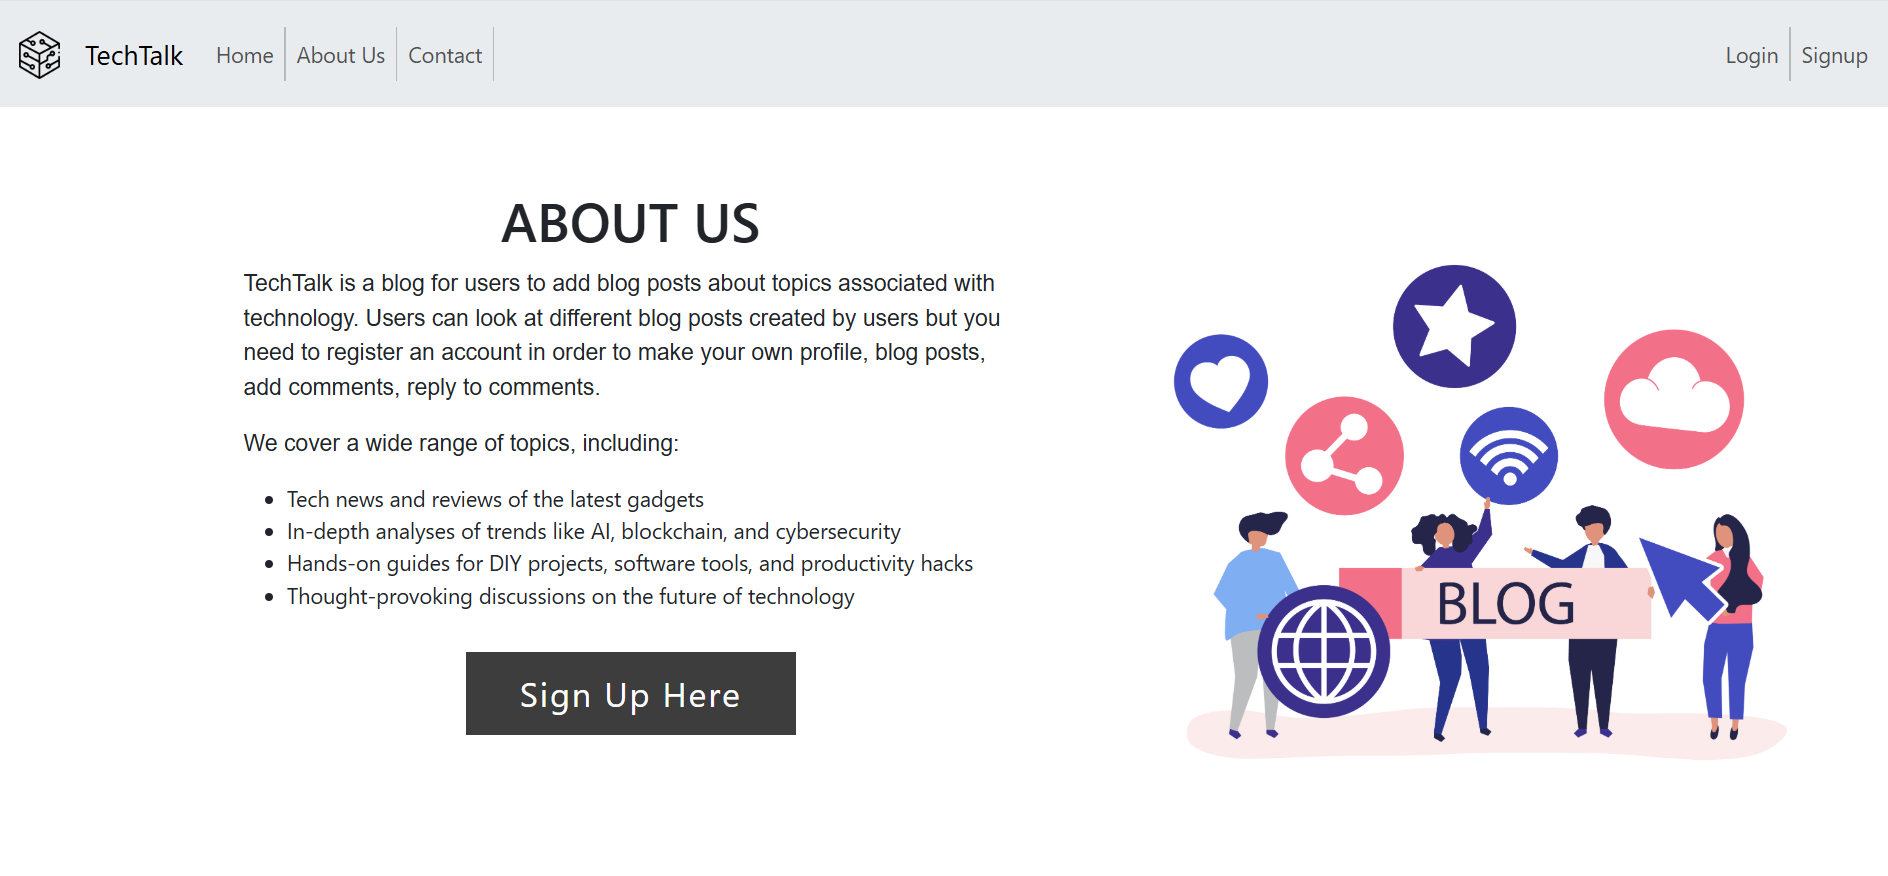 TechTalk Home About Us Contact Login Signup
ABOUT US
TechTalk is a blog for users to add blog posts about topics associated with
technology. Users can look at different blog posts created by users but you
need to register an account in order to make your own profile, blog posts,
add comments, reply to comments.
We cover a wide range of topics, including:
Tech news and reviews of the latest gadgets
In-depth analyses of trends like AI, blockchain, and cybersecurity
Hands-on guides for DIY projects, software tools, and productivity hacks
Thought-provoking discussions on the future of technology
Sign Up Here
BLOG